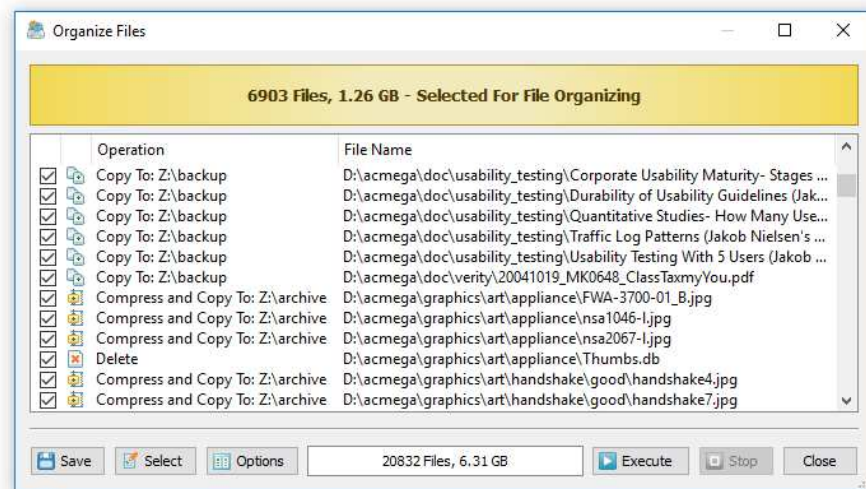 Organize Files
6903 Files, 1.26 GB - Selected For File Organizing
Operation File Name
Copy To: Z:\backup D:\acmega\doc\usability_testing\Corporate Usability Maturity- Stages ...
Copy To: Z:\backup D:\acmega\doc\usability_testing\Durability of Usability Guidelines (Jak...
Copy To: Z:\backup D:\acmega\doc\usability_testing\Quantitative Studies- How Many Use...
Copy To: Z:\backup D:\acmega\doc\usability_testing\Traffic Log Patterns (Jakob Nielsen's ...
Copy To: Z:\backup D:\acmega\doc\usability_testing\Usability Testing With 5 Users (Jakob ...
Copy To: Z:\backup D:\acmega\doc\verity\20041019_MK0648_ClassTaxmyYou.pdf
Compress and Copy To: Z:\archive D:\acmega\graphics\art\appliance\FWA-3700-01_B.jpg
Compress and Copy To: Z:\archive D:\acmega\graphics\art\appliance\nsa1046-I.jpg
Compress and Copy To: Z:\archive D:\acmega\graphics\art\appliance\nsa2067-I.jpg
Delete D:\acmega\graphics\art\appliance\Thumbs.db
Compress and Copy To: Z:\archive D:\acmega\graphics\art\handshake\good\handshake4.jpg
Compress and Copy To: Z:\archive D:\acmega\graphics\art\handshake\good\handshake7.jpg
Save Select Options 20832 Files, 6.31 GB Execute Stop Close